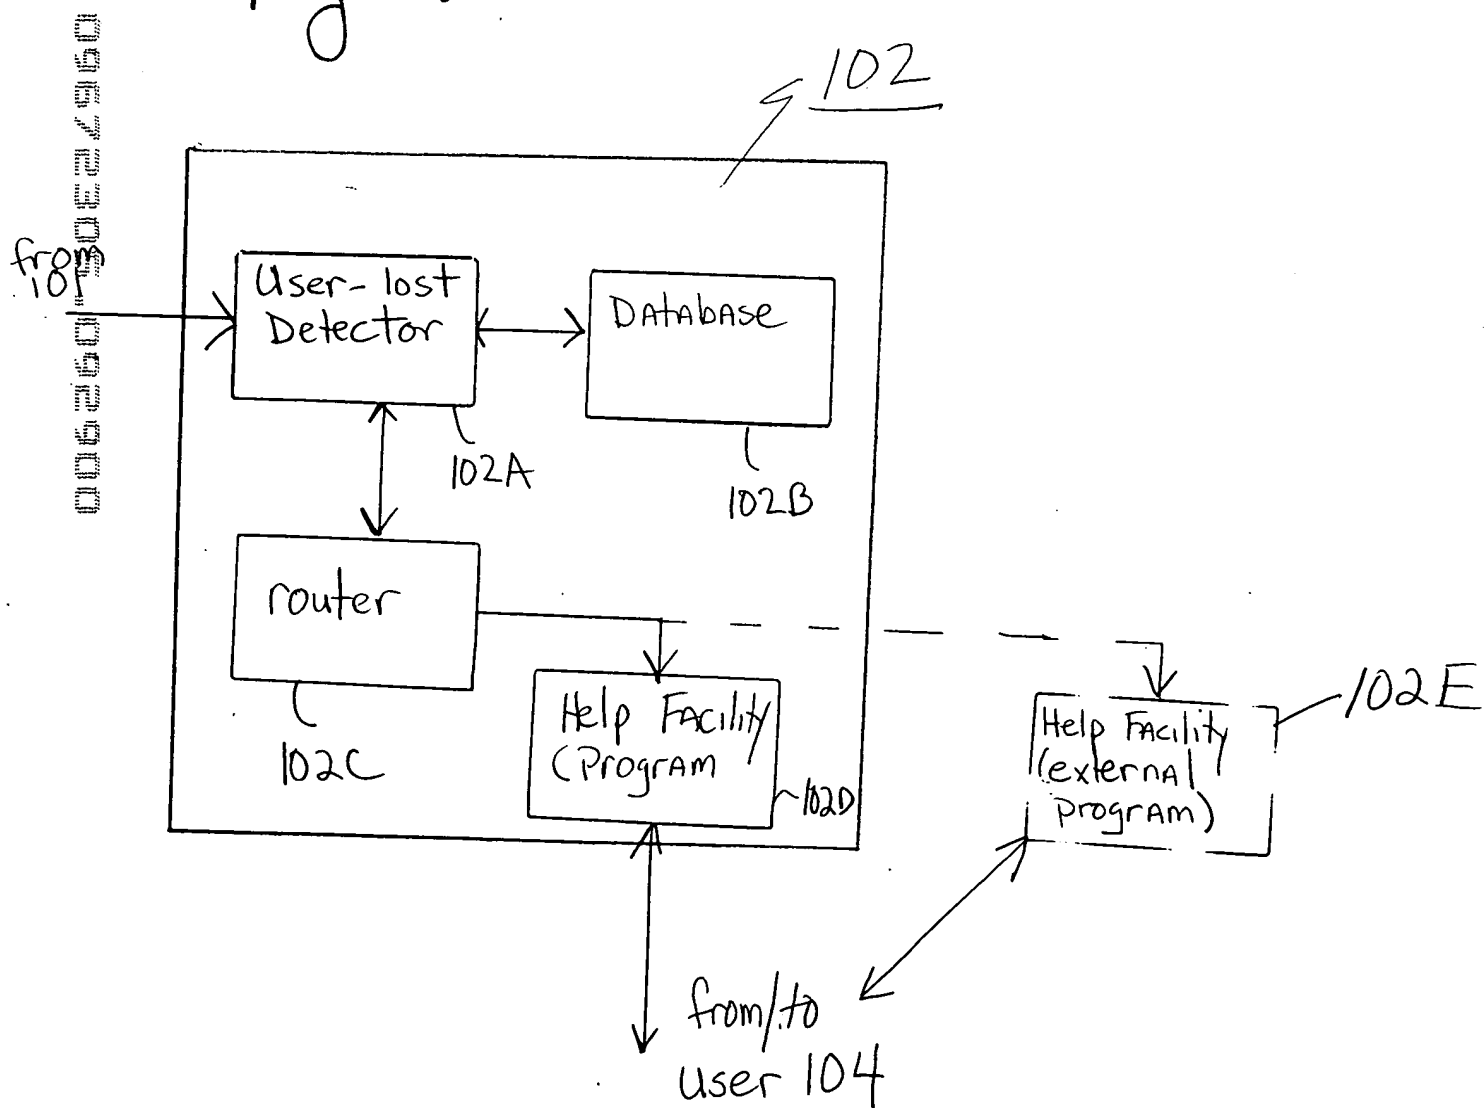 102
from
101
User-lost
Detector
DATABASE
102A
102B
router
102C
Help FACility
(Program
102D
Help FACility
(external
program)
102E
from/to
user 104